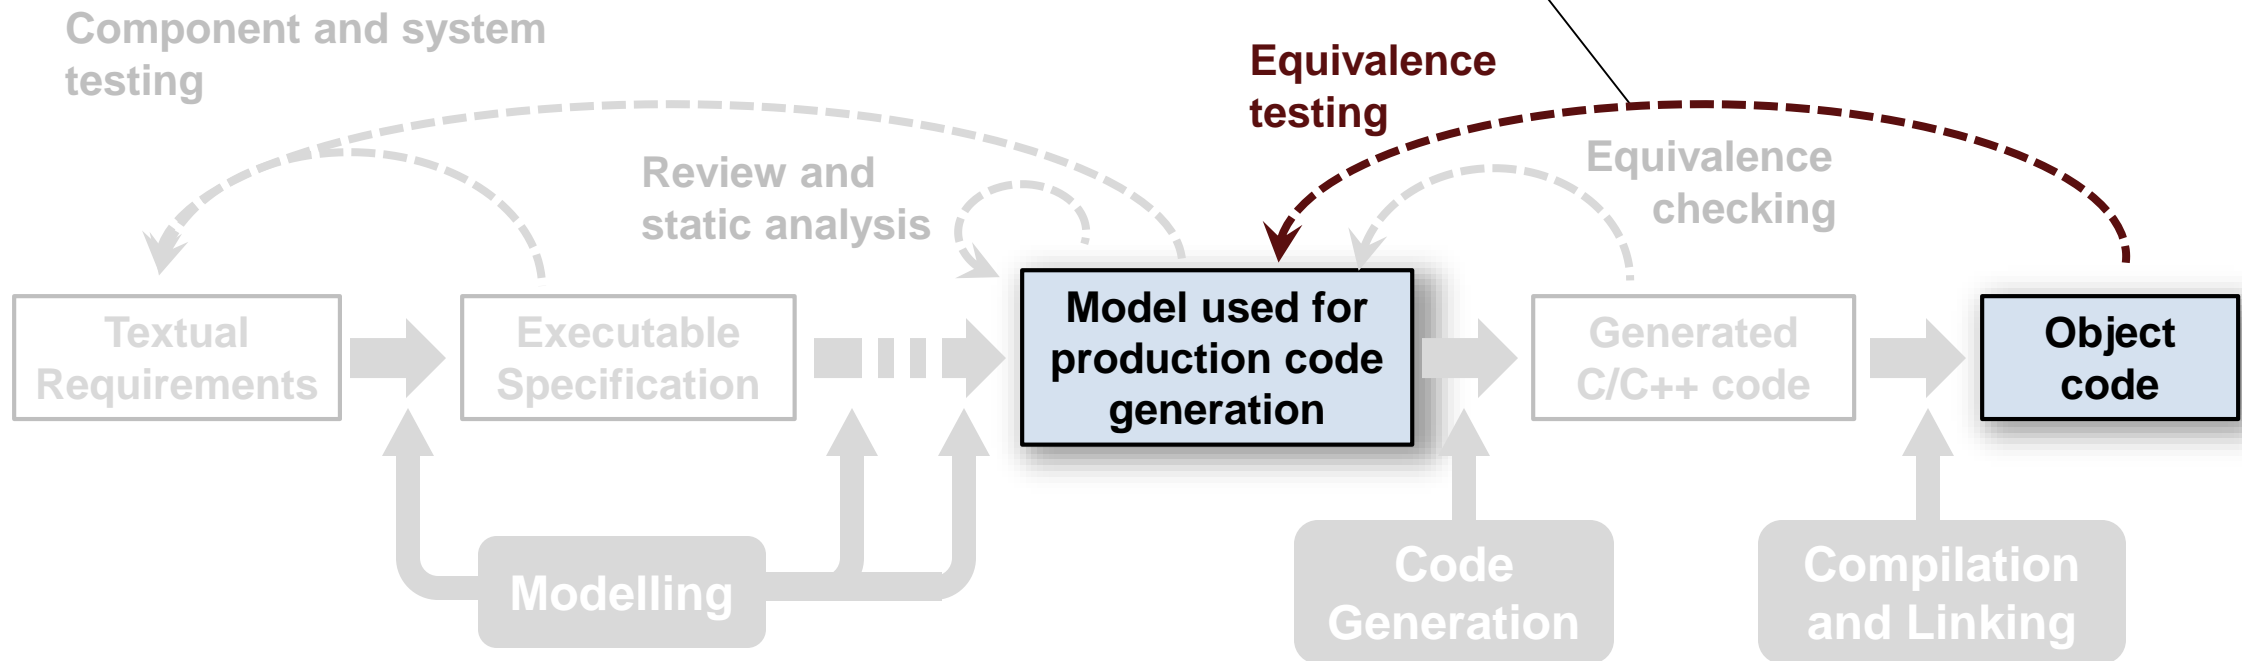 Component and system
testing
Equivalence
testing
Review and
static analysis
Equivalence
checking
Textual
Requirements
Executable
Specification
Model used for
production code
generation
Generated
C/C++ code
Object
code
Modelling
Code
Generation
Compilation
and Linking